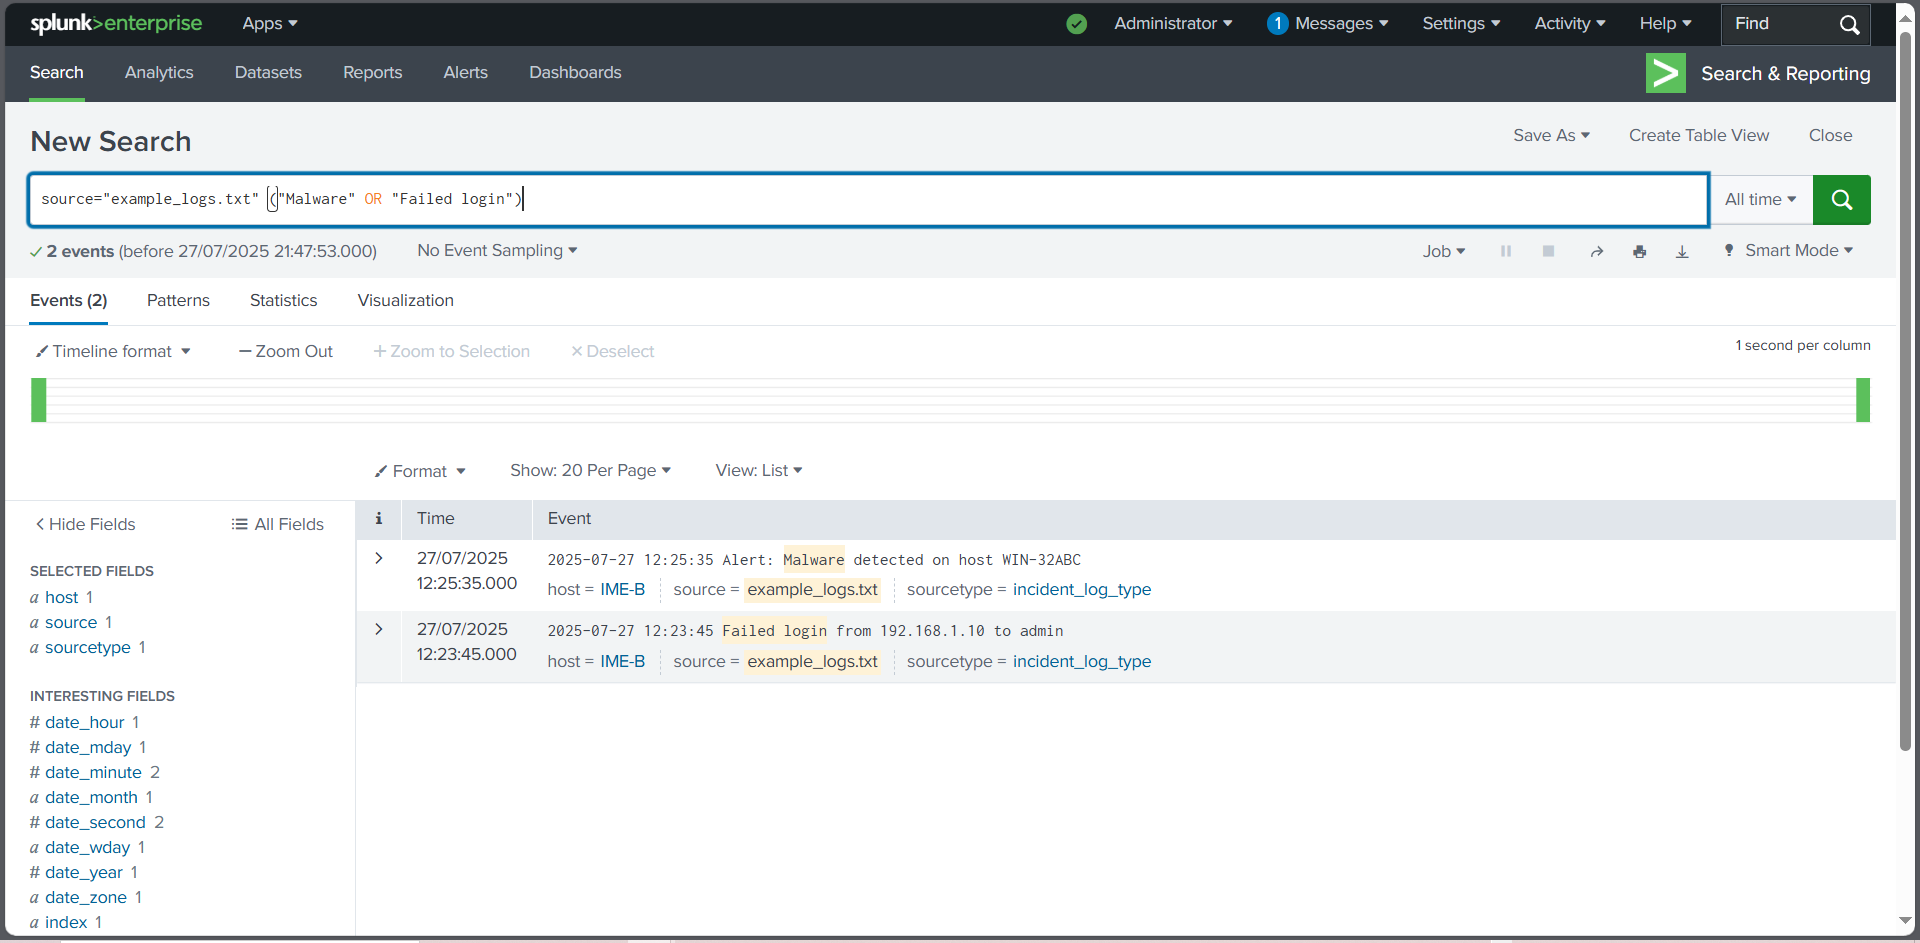 splunk>enterprise Apps Administrator 1 Messages Settings Activity Help Find
Search Analytics Datasets Reports Alerts Dashboards > Search & Reporting
New Search Save As Create Table View Close
source="example_logs.txt" ("Malware" OR "Failed login") All time
2 events (before 27/07/2025 21:47:53.000) No Event Sampling Job Smart Mode
Events (2) Patterns Statistics Visualization
Timeline format — Zoom Out + Zoom to Selection × Deselect 1 second per column
Format Show: 20 Per Page View: List
< Hide Fields All Fields
i Time Event
SELECTED FIELDS
a host 1
a source 1
a sourcetype 1
INTERESTING FIELDS
# date_hour 1
# date_mday 1
# date_minute 2
a date_month 1
# date_second 2
a date_wday 1
# date_year 1
a date_zone 1
a index 1
> 27/07/2025 2025-07-27 12:25:35 Alert: Malware detected on host WIN-32ABC
12:25:35.000 host = IME-B source = example_logs.txt sourcetype = incident_log_type
> 27/07/2025 2025-07-27 12:23:45 Failed login from 192.168.1.10 to admin
12:23:45.000 host = IME-B source = example_logs.txt sourcetype = incident_log_type